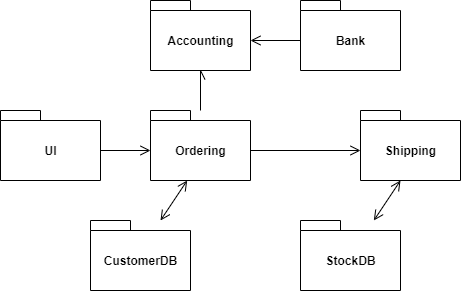 Accounting
Bank
UI
Ordering
Shipping
CustomerDB
StockDB